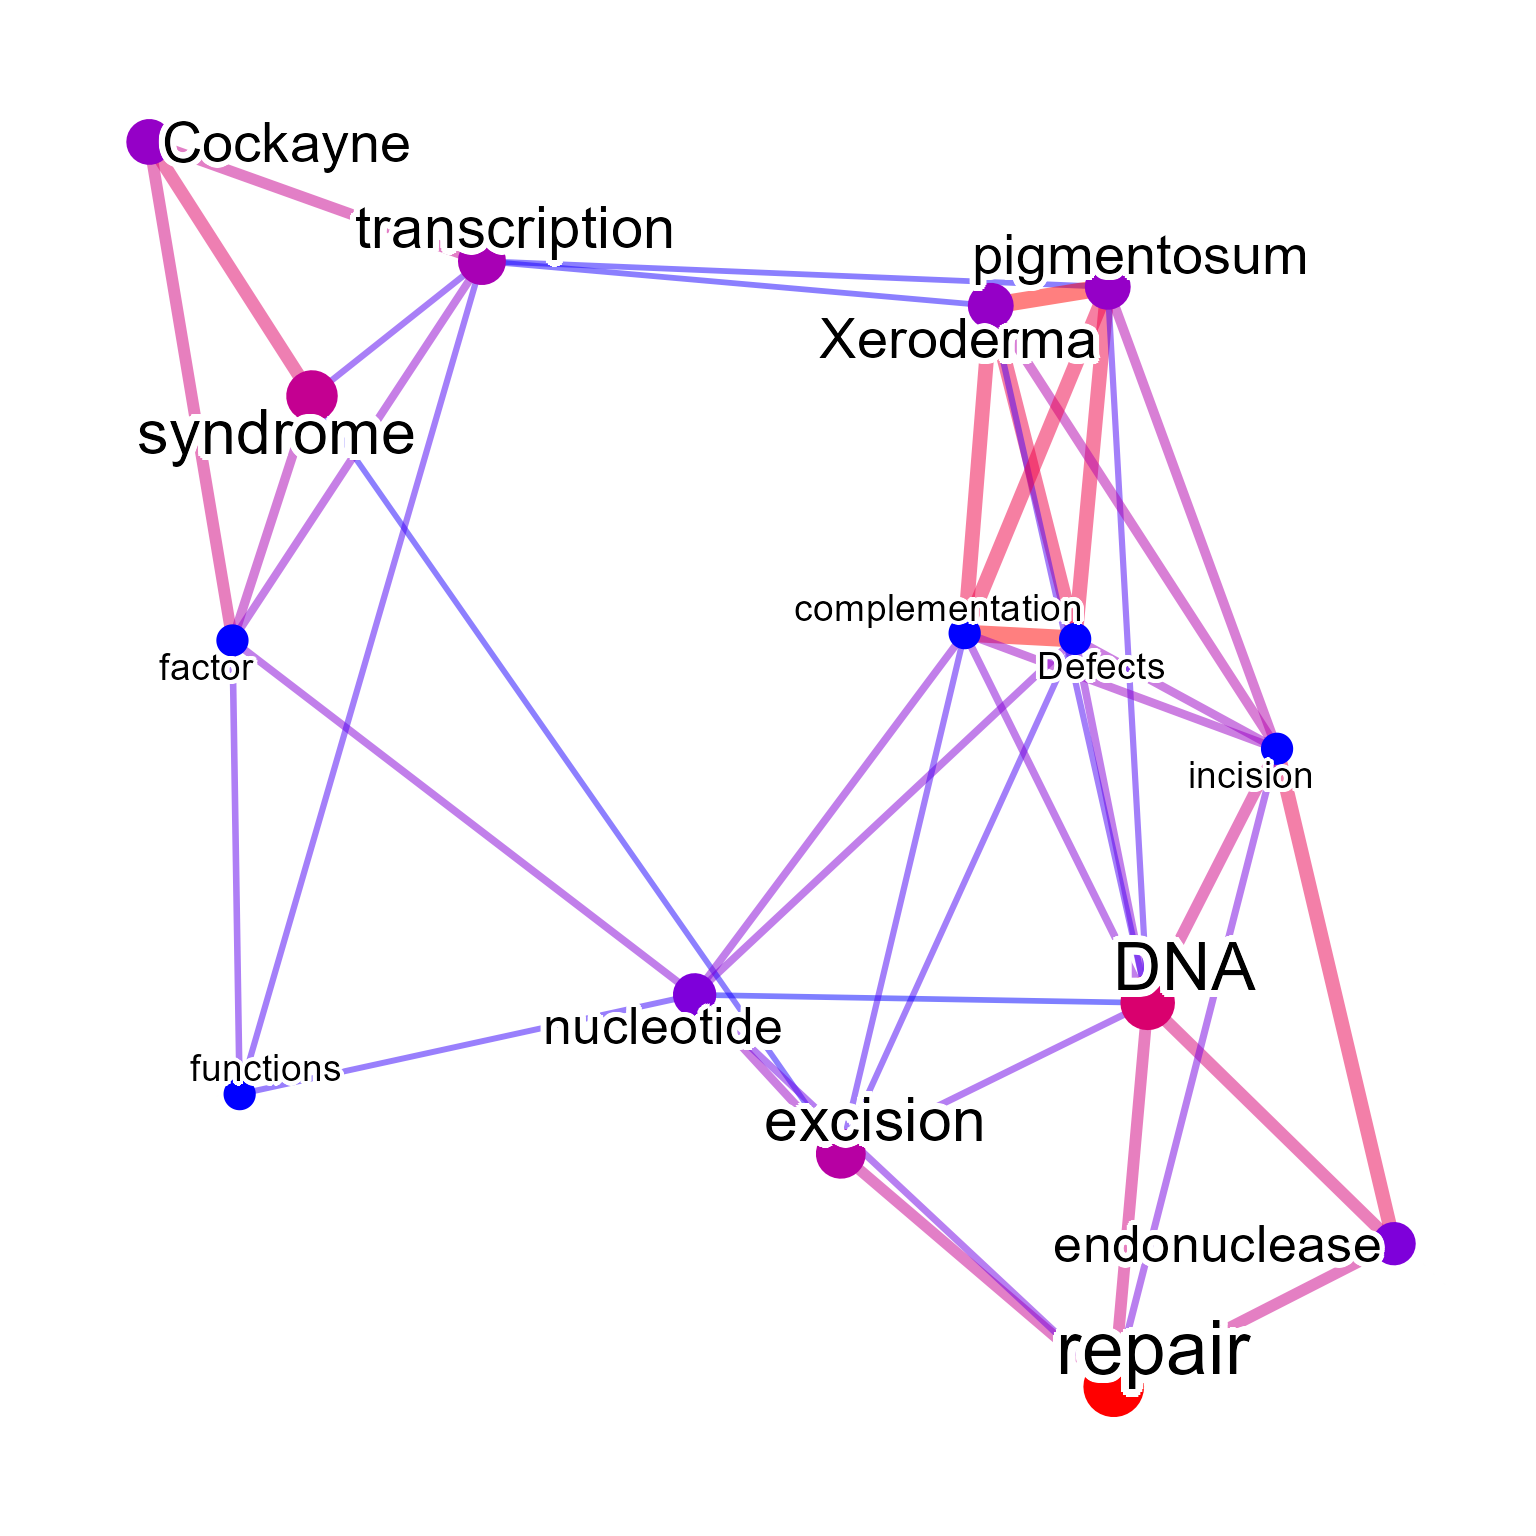 Cockayne
transcription
pigmentosum
Xeroderma
syndrome
complementation
factor
Defects
incision
DNA
nucleotide
functions
excision
endonuclease
repair